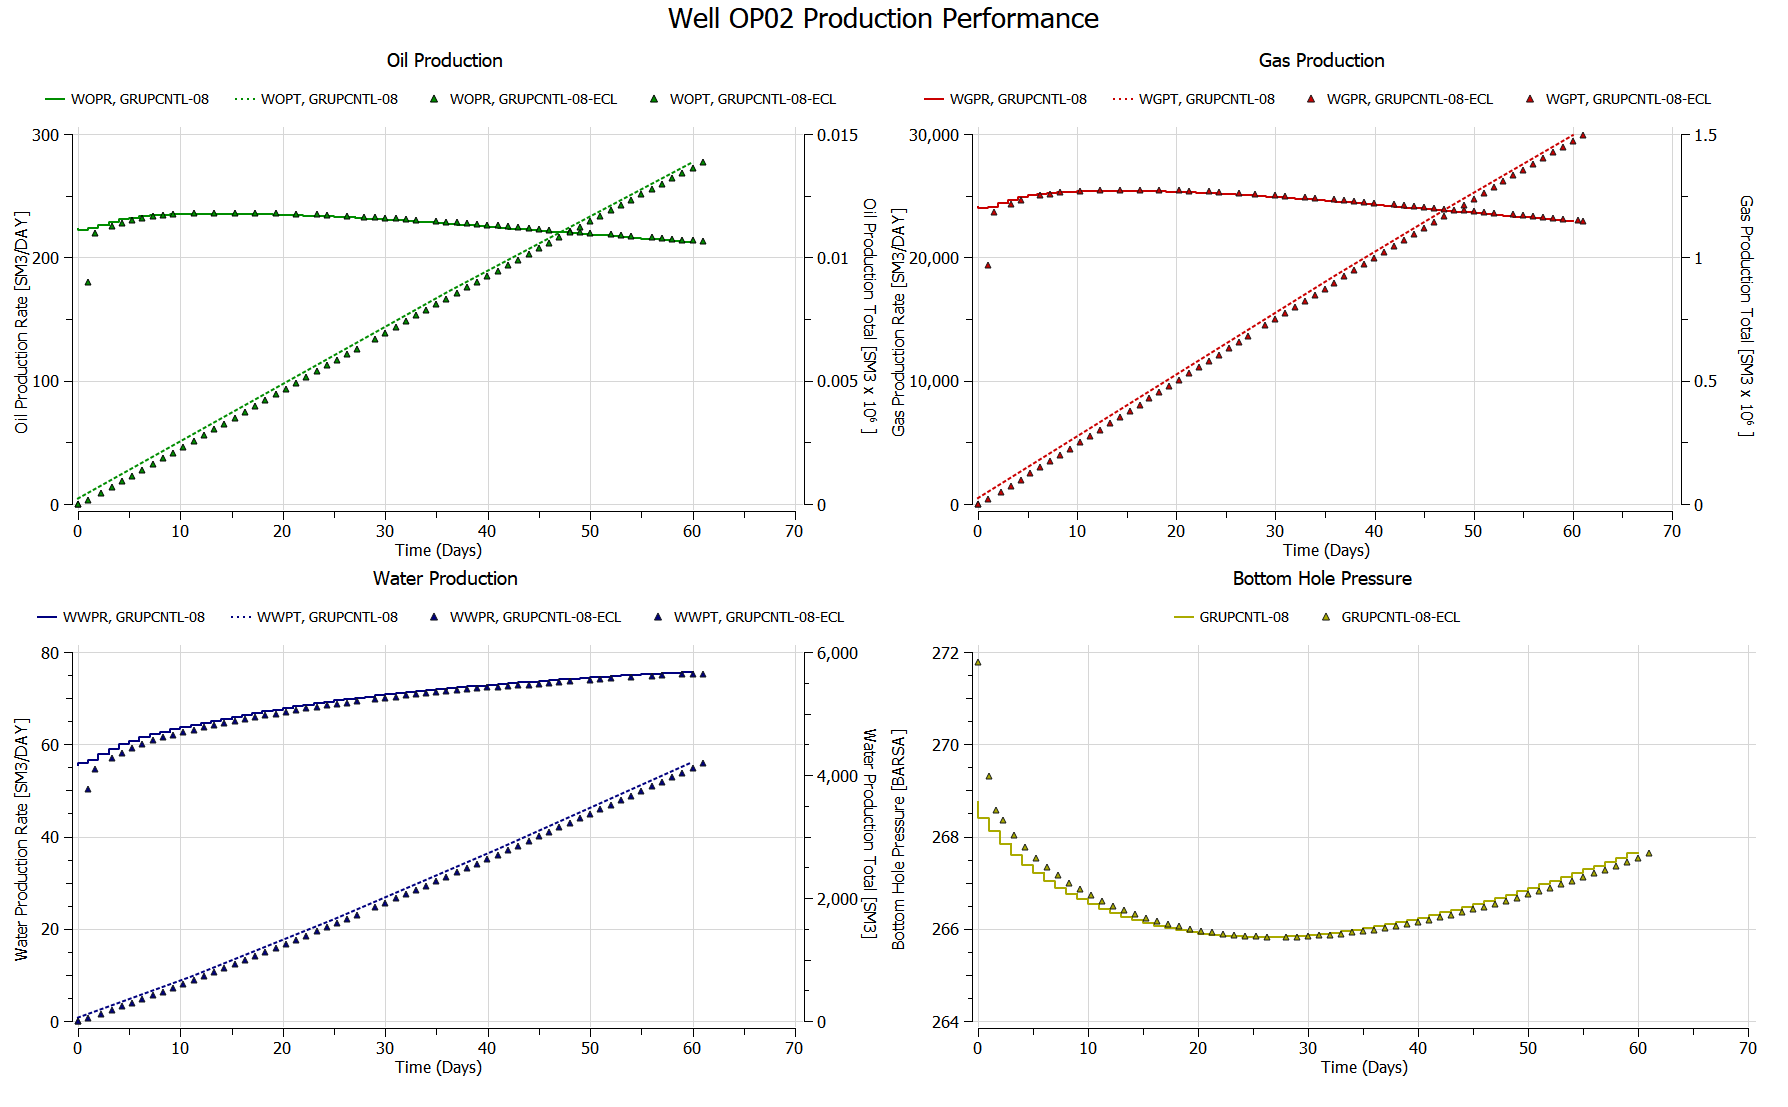 Well OP02 Production Performance
Oil Production
WOPR, GRUPCNTL-08 WOPT, GRUPCNTL-08 WOPR, GRUPCNTL-08-ECL WOPT, GRUPCNTL-08-ECL
300
200
100
0
Oil Production Rate [SM3/DAY]
0.015
0.01
0.005
0
Oil Production Total [SM3 x 10⁶ ]
0 10 20 30 40 50 60 70
Time (Days)
Gas Production
WGPR, GRUPCNTL-08 WGPT, GRUPCNTL-08 WGPR, GRUPCNTL-08-ECL WGPT, GRUPCNTL-08-ECL
30,000
20,000
10,000
0
Gas Production Rate [SM3/DAY]
1.5
1
0.5
0
Gas Production Total [SM3 x 10⁶ ]
0 10 20 30 40 50 60 70
Time (Days)
Water Production
WWPR, GRUPCNTL-08 WWPT, GRUPCNTL-08 WWPR, GRUPCNTL-08-ECL WWPT, GRUPCNTL-08-ECL
80
60
40
20
0
Water Production Rate [SM3/DAY]
6,000
4,000
2,000
0
Water Production Total [SM3]
0 10 20 30 40 50 60 70
Time (Days)
Bottom Hole Pressure
GRUPCNTL-08 GRUPCNTL-08-ECL
272
270
268
266
264
Bottom Hole Pressure [BARSA]
0 10 20 30 40 50 60 70
Time (Days)